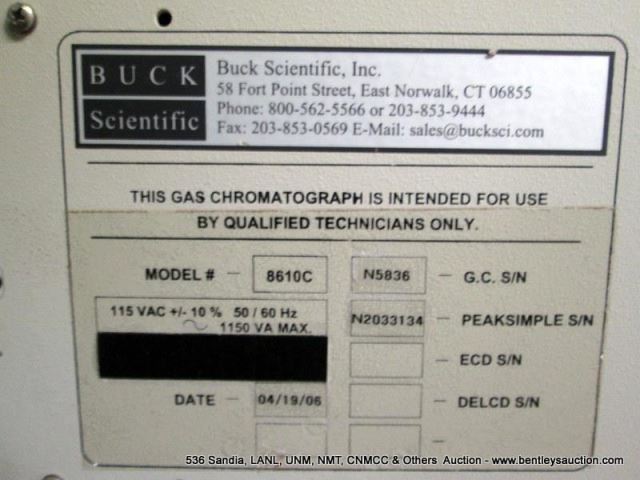 BUCK
Scientific
Buck Scientific, Inc.
58 Fort Point Street, East Norwalk, CT 06855
Phone: 800-562-5566 or 203-853-9444
Fax: 203-853-0569 E-Mail: sales@bucksci.com
THIS GAS CHROMATOGRAPH IS INTENDED FOR USE
BY QUALIFIED TECHNICIANS ONLY.
MODEL # — 8610C N5836 — G.C. S/N
115 VAC +/- 10 % 50 / 60 Hz
1150 VA MAX.
N2033134 — PEAKSIMPLE S/N
— ECD S/N
DATE — 04/19/06 — DELCD S/N
—
536 Sandia, LANL, UNM, NMT, CNMCC & Others Auction - www.bentleysauction.com